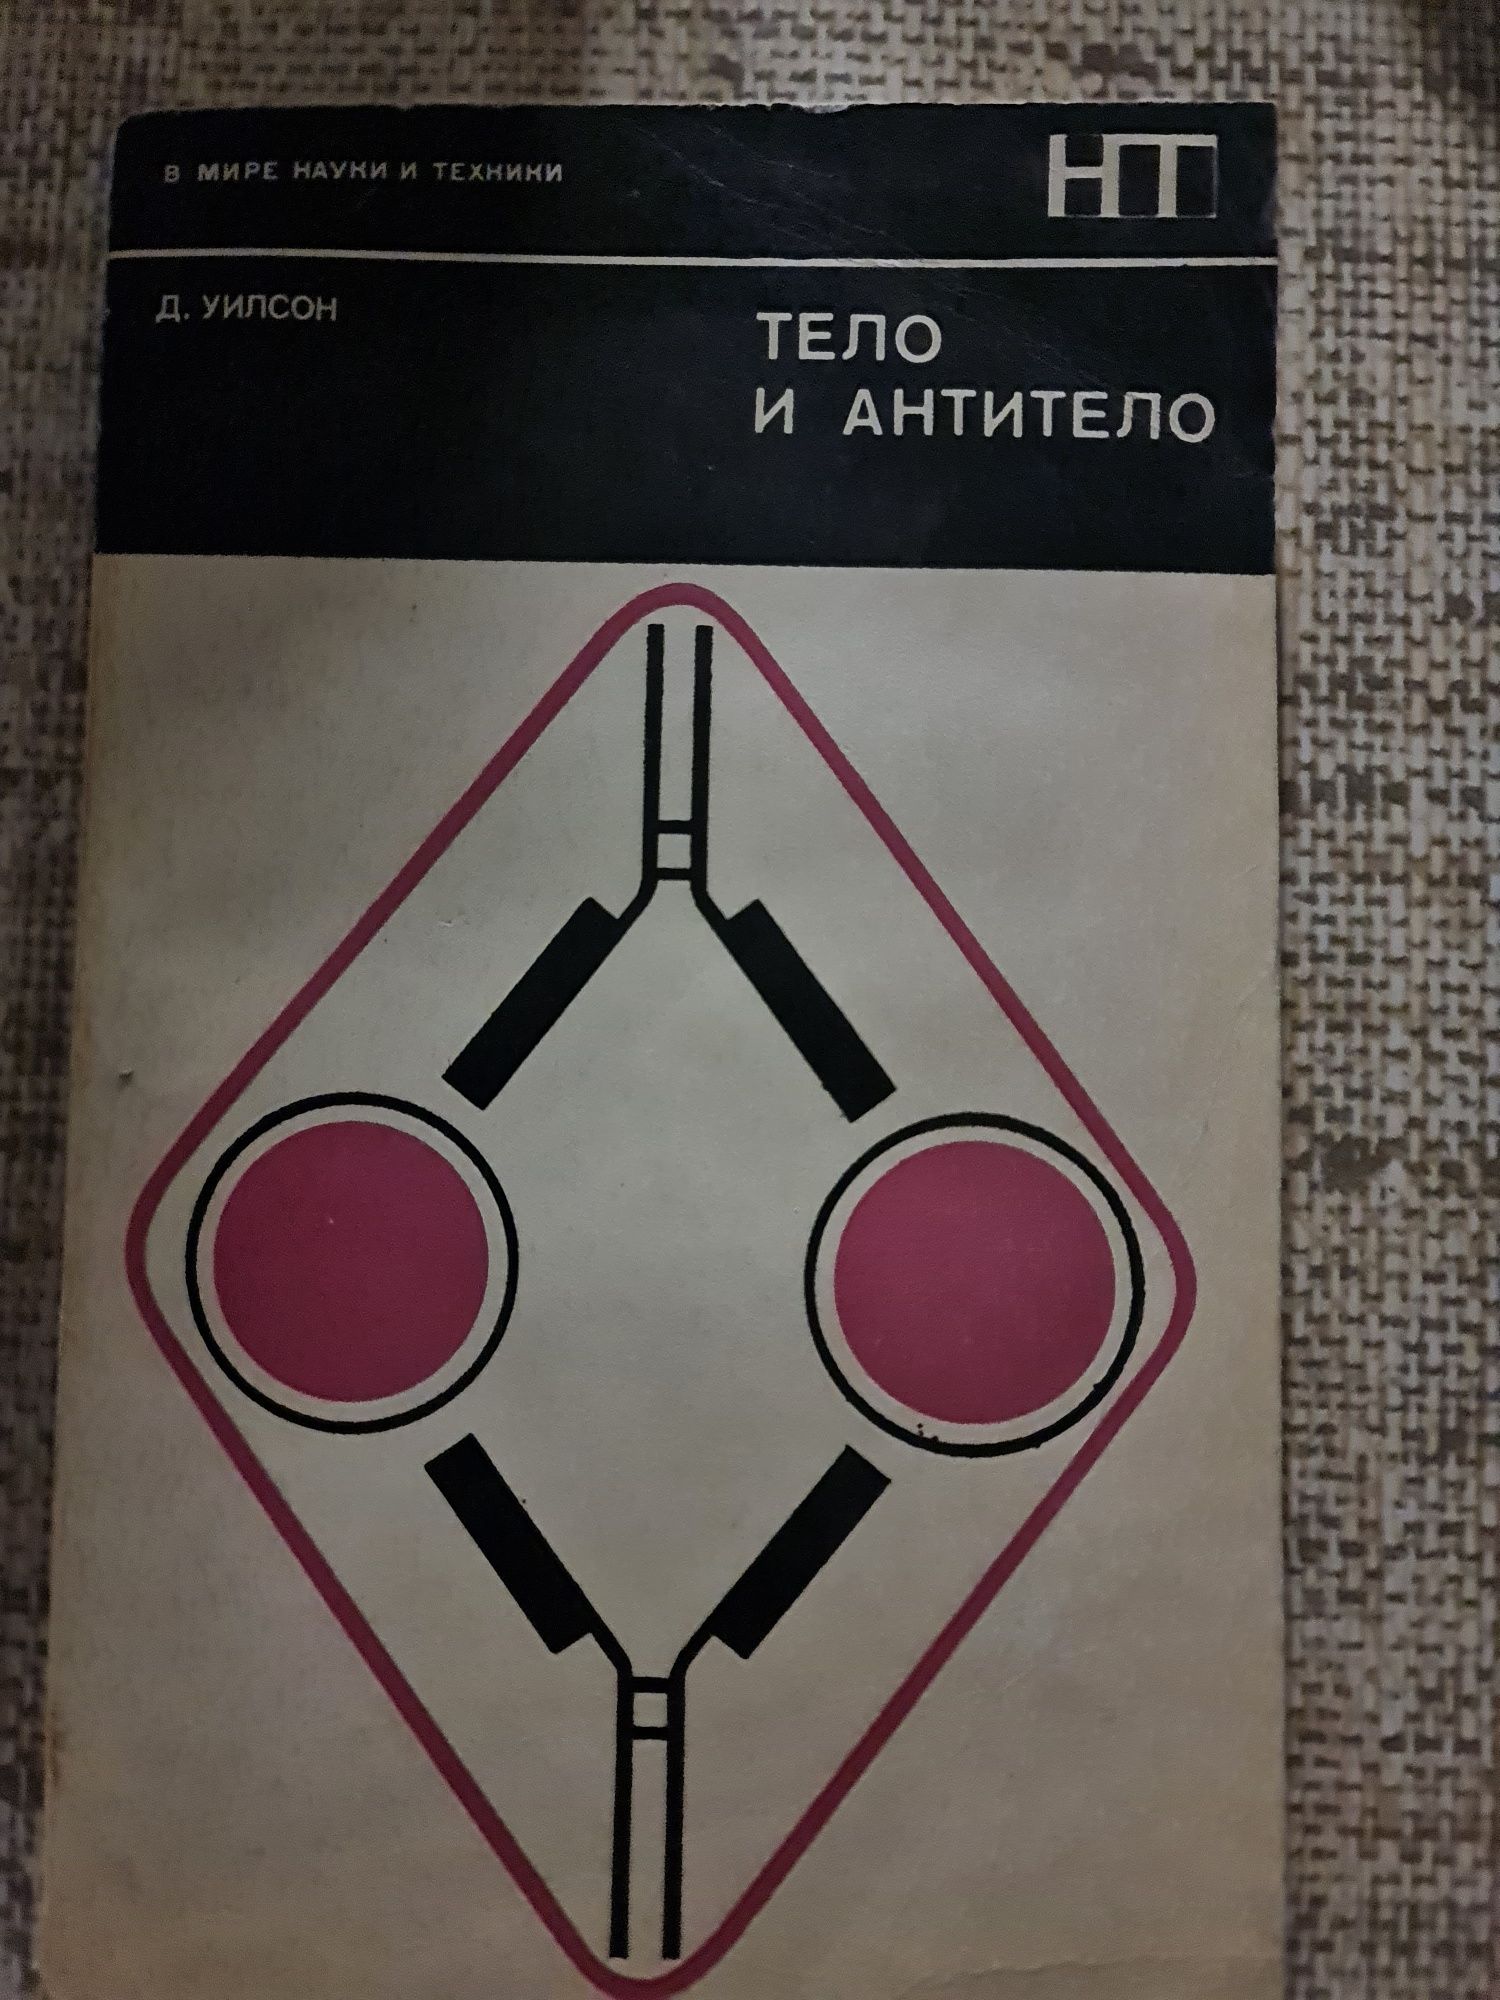 В МИРЕ НАУКИ И ТЕХНИКИ
НТ
Д. УИЛСОН
ТЕЛО
И АНТИТЕЛО